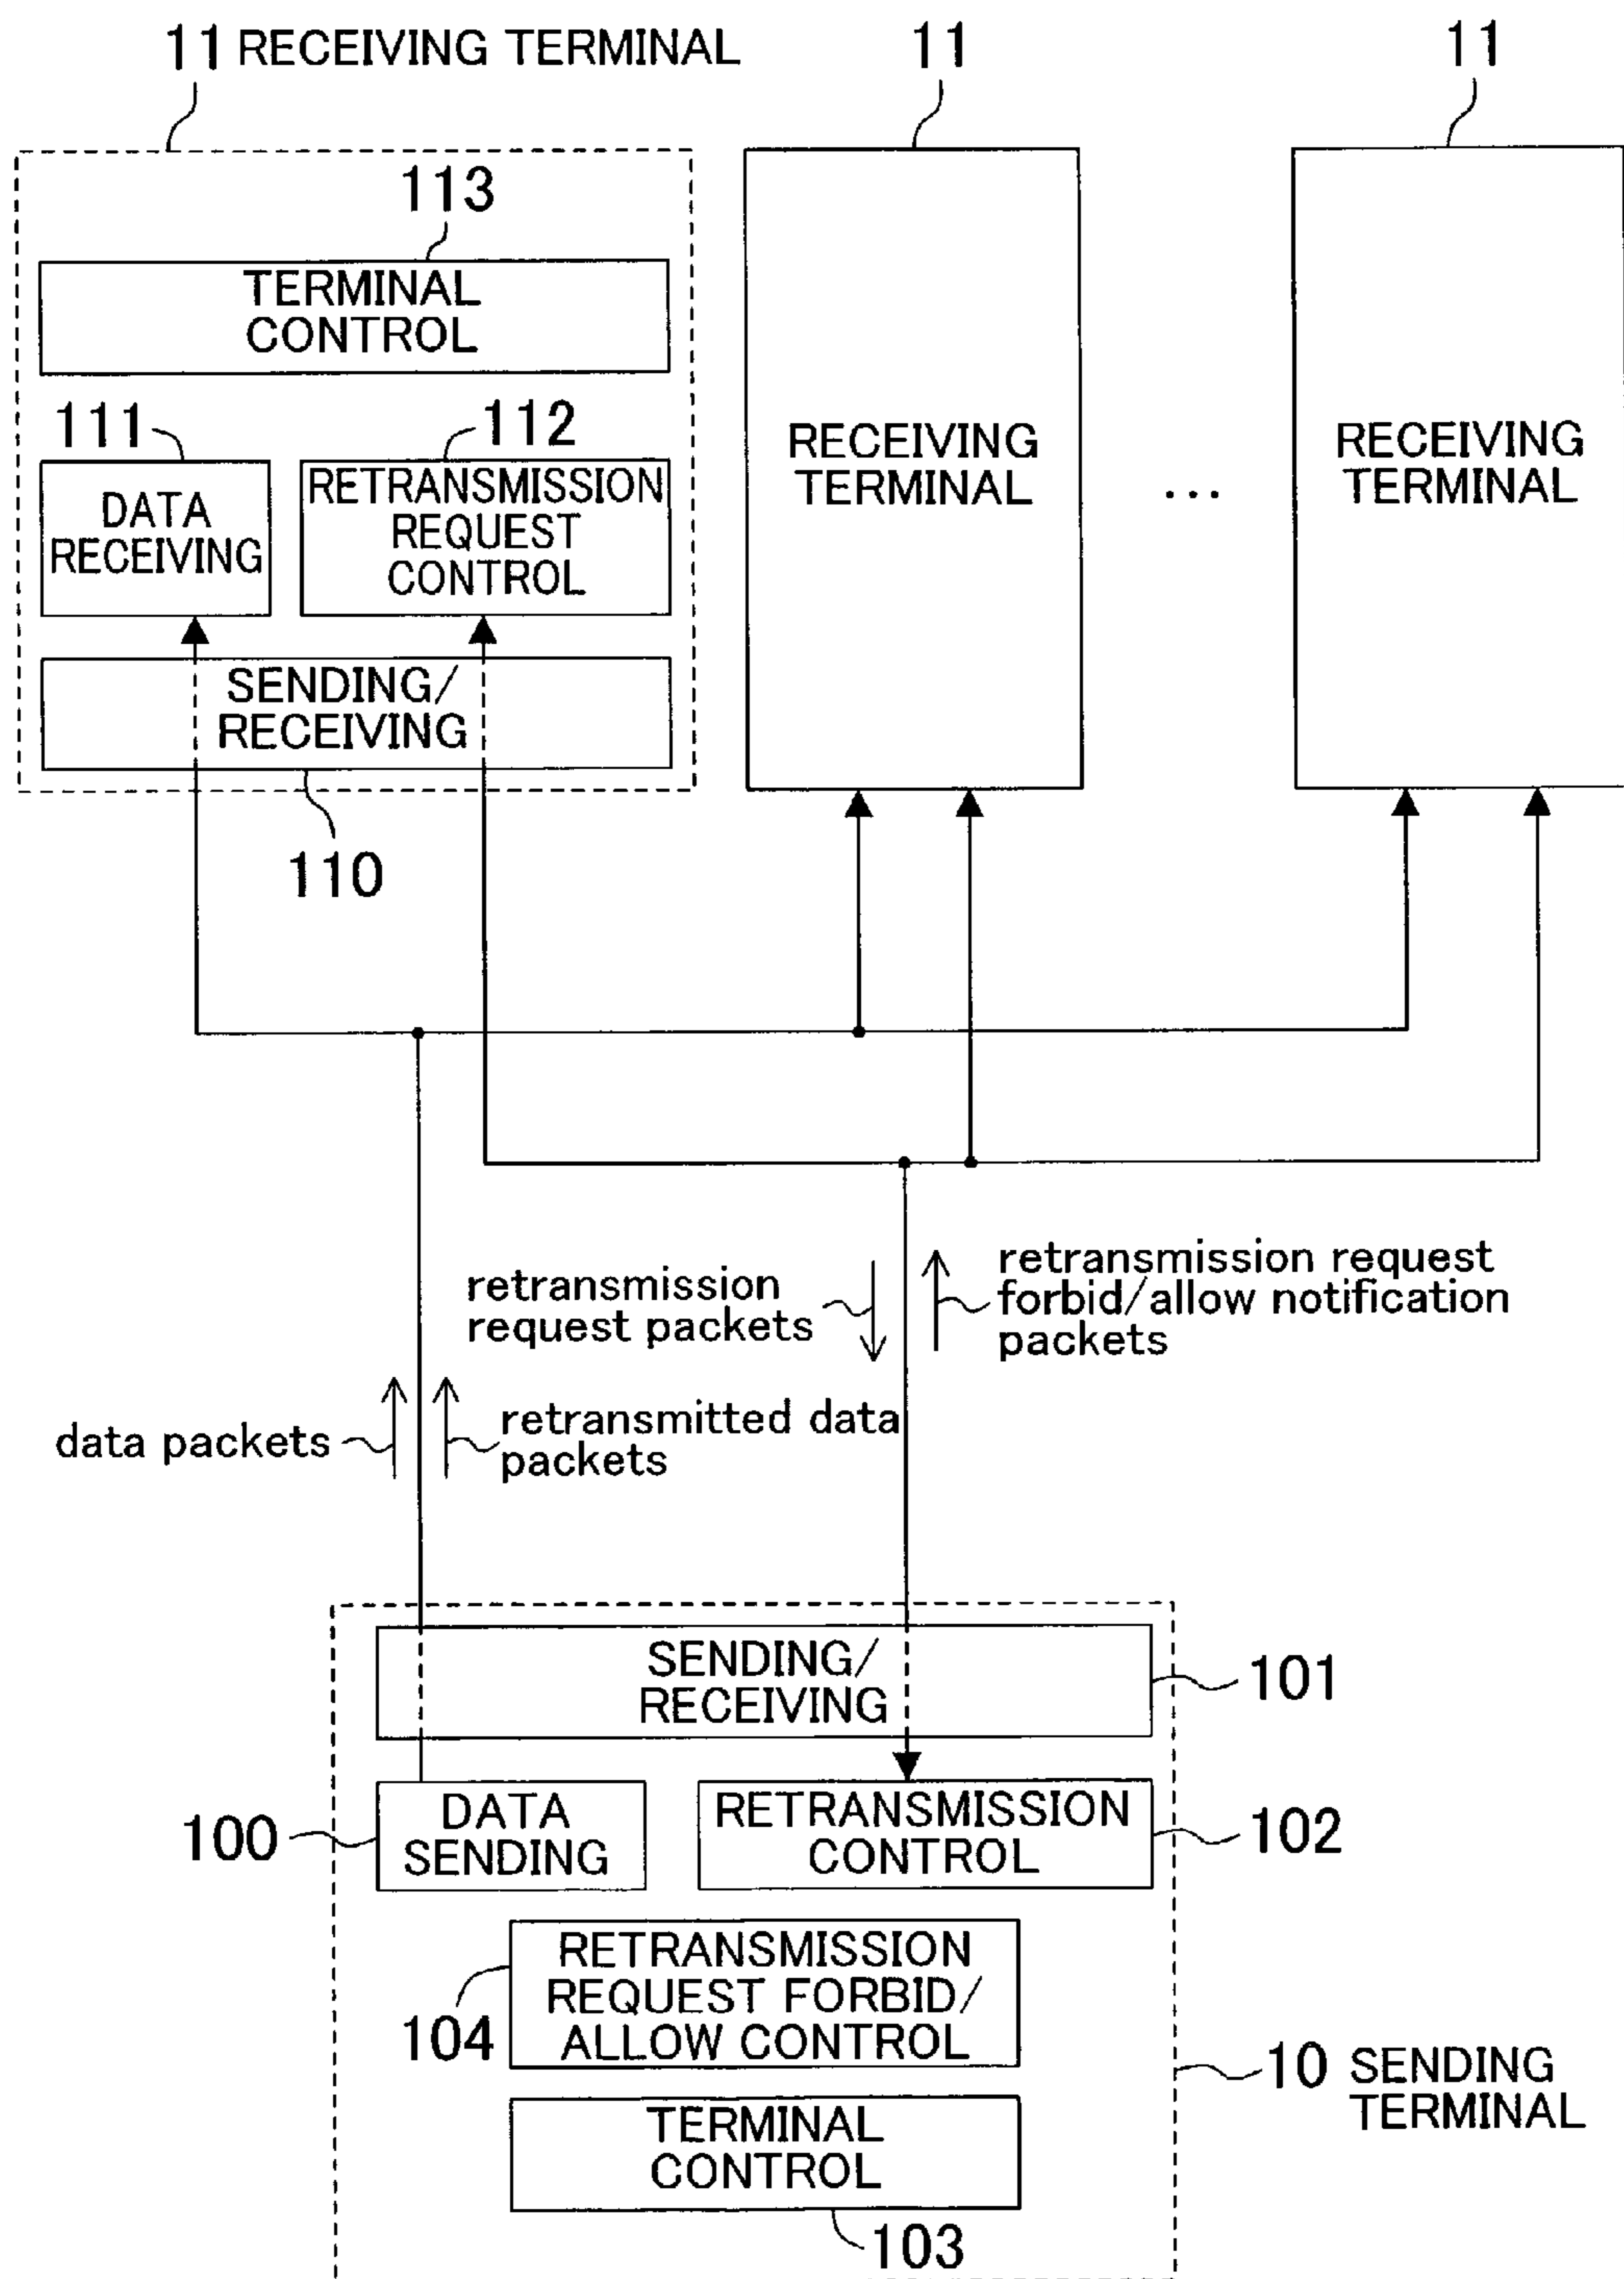 11 RECEIVING TERMINAL
11
11
113
TERMINAL
CONTROL
111
112
DATA
RECEIVING
RETRANSMISSION
REQUEST
CONTROL
SENDING/
RECEIVING
110
RECEIVING
TERMINAL
...
RECEIVING
TERMINAL
retransmission
request packets
retransmission request
forbid/allow notification
packets
data packets
retransmitted data
packets
SENDING/
RECEIVING
101
100
DATA
SENDING
RETRANSMISSION
CONTROL
102
RETRANSMISSION
REQUEST FORBID/
ALLOW CONTROL
104
10 SENDING
TERMINAL
TERMINAL
CONTROL
103